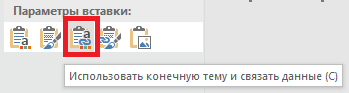 Параметры вставки:
Использовать конечную тему и связать данные (С)